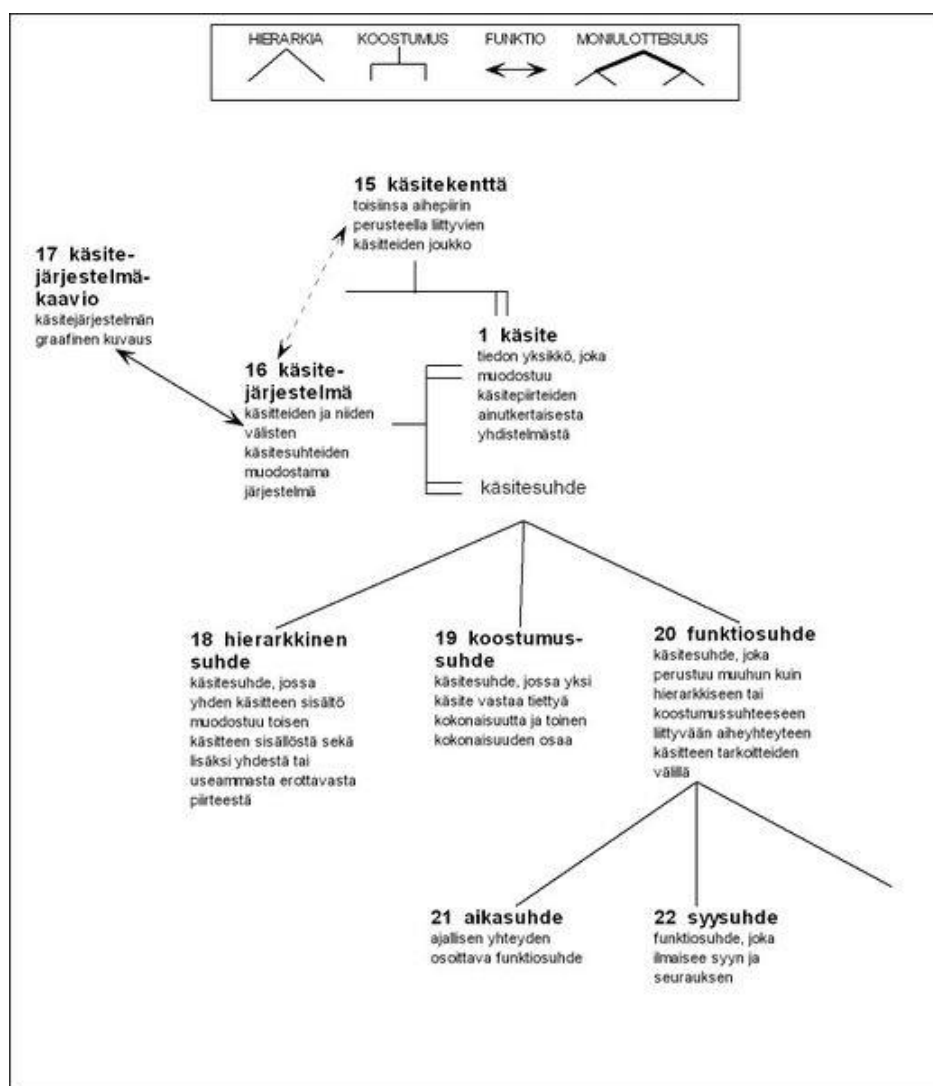 HIERARKIA KOOSTUMUS FUNKTIO MONIULOTTEISUUS
15 käsitekenttä
toisiinsa aihepiirin
perusteella liittyvien
käsitteiden joukko
17 käsite-
järjestelmä-
kaavio
käsitejärjestelmän
graafinen kuvaus
1 käsite
tiedon yksikkö, joka
muodostuu
käsitepiirteiden
ainutkertaisesta
yhdistelmästä
16 käsite-
järjestelmä
käsitteiden ja niiden
välisten
käsitesuhteiden
muodostama
järjestelmä
käsitesuhde
18 hierarkkinen
suhde
käsitesuhde, jossa
yhden käsitteen sisältö
muodostuu toisen
käsitteen sisällöstä sekä
lisäksi yhdestä tai
useammasta erottavasta
piirteestä
19 koostumus-
suhde
käsitesuhde, jossa yksi
käsite vastaa tiettyä
kokonaisuutta ja toinen
kokonaisuuden osaa
20 funktiosuhde
käsitesuhde, joka
perustuu muuhun kuin
hierarkkiseen tai
koostumussuhteeseen
liittyvään aiheyhteyteen
käsitteen tarkoitteiden
välillä
21 aikasuhde
ajallisen yhteyden
osoittava funktiosuhde
22 syysuhde
funktiosuhde, joka
ilmaisee syyn ja
seurauksen